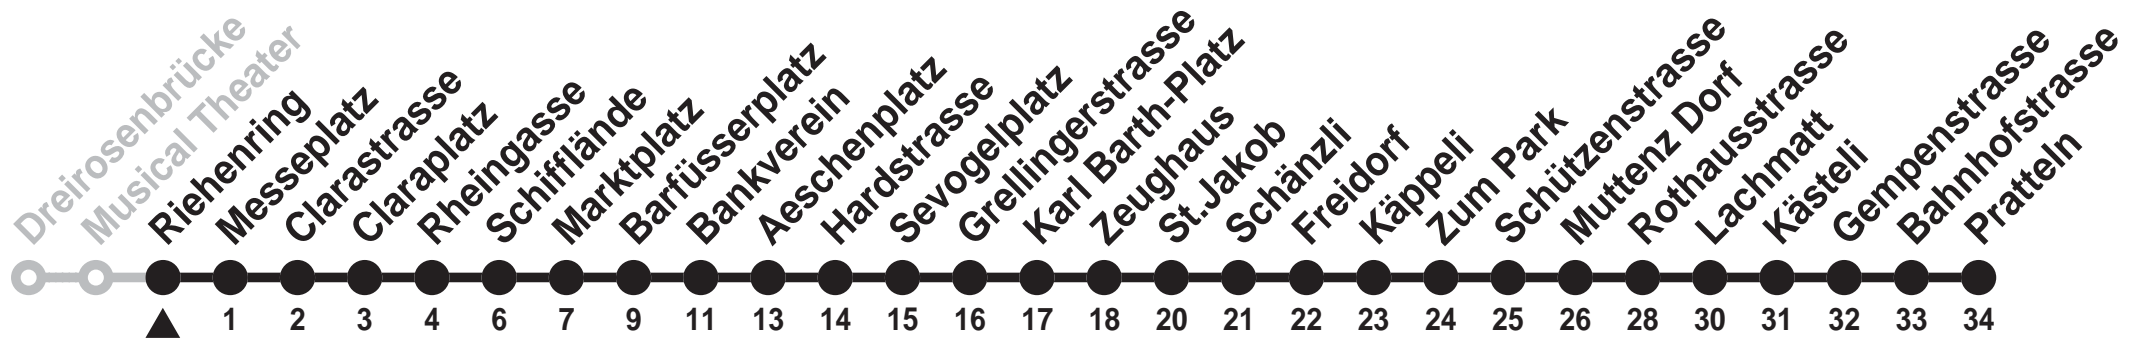 Dreirosenbrücke
Musical Theater
Riehenring
Messeplatz
Clarastrasse
Claraplatz
Rheingasse
Schifflände
Marktplatz
Barfüsserplatz
Bankverein
Aeschenplatz
Hardstrasse
Sevogelplatz
Grellingerstrasse
Karl Barth-Platz
Zeughaus
St.Jakob
Schänzli
Freidorf
Käppeli
Zum Park
Schützenstrasse
Muttenz Dorf
Rothausstrasse
Lachmatt
Kästeli
Gempenstrasse
Bahnhofstrasse
Pratteln
1 2 3 4 6 7 9 11 13 14 15 16 17 18 20 21 22 23 24 25 26 28 30 31 32 33 34